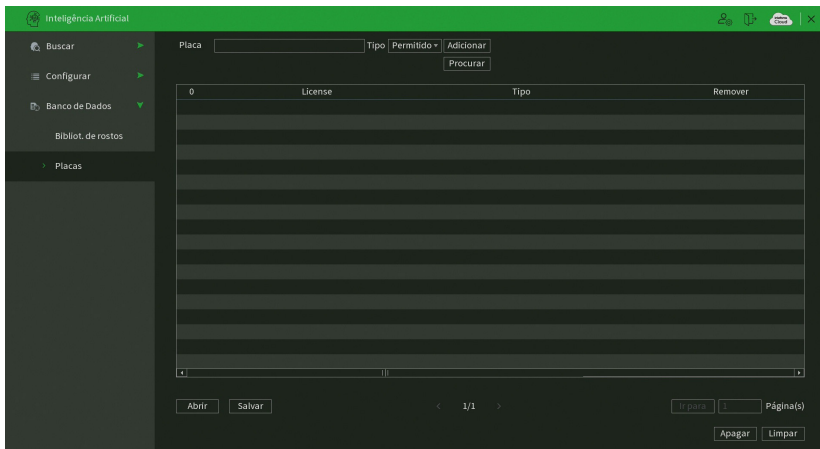 Inteligência Artificial
Cloud
Buscar
Configurar
Banco de Dados
Bibliot. de rostos
Placas
Placa Tipo Permitido Adicionar
Procurar
0 License Tipo Remover
Abrir Salvar 1/1 Ir para 1 Página(s)
Apagar Limpar